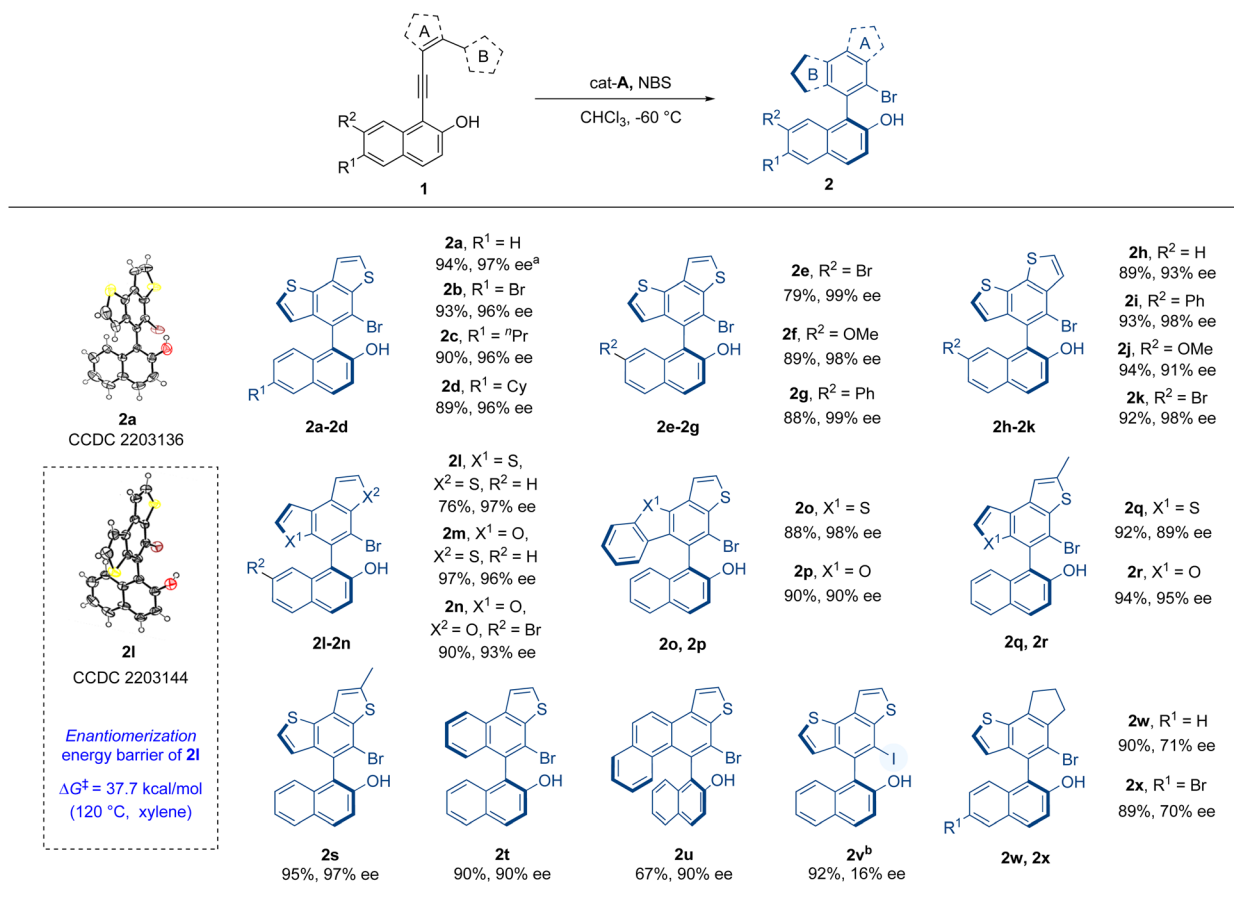 A
B
R² OH
R¹
1
cat-A, NBS
CHCl₃, -60 °C
A
B
Br
R² OH
R¹
2
2a
CCDC 2203136
S S
Br
OH
R¹
2a-2d
2a, R¹ = H
94%, 97% eeᵃ
2b, R¹ = Br
93%, 96% ee
2c, R¹ = ⁿPr
90%, 96% ee
2d, R¹ = Cy
89%, 96% ee
S S
Br
R² OH
2e-2g
2e, R² = Br
79%, 99% ee
2f, R² = OMe
89%, 98% ee
2g, R² = Ph
88%, 99% ee
S
S
Br
R² OH
2h-2k
2h, R² = H
89%, 93% ee
2i, R² = Ph
93%, 98% ee
2j, R² = OMe
94%, 91% ee
2k, R² = Br
92%, 98% ee
2l
CCDC 2203144
Enantiomerization
energy barrier of 2l
ΔG‡ = 37.7 kcal/mol
(120 °C, xylene)
X²
X¹
Br
R² OH
2l-2n
2l, X¹ = S,
X² = S, R² = H
76%, 97% ee
2m, X¹ = O,
X² = S, R² = H
97%, 96% ee
2n, X¹ = O,
X² = O, R² = Br
90%, 93% ee
X¹ S
Br
OH
2o, 2p
2o, X¹ = S
88%, 98% ee
2p, X¹ = O
90%, 90% ee
S
X¹
Br
OH
2q, 2r
2q, X¹ = S
92%, 89% ee
2r, X¹ = O
94%, 95% ee
S S
Br
OH
2s
95%, 97% ee
S
Br
OH
2t
90%, 90% ee
S
Br
OH
2u
67%, 90% ee
S S
I
OH
2vᵇ
92%, 16% ee
S
Br
OH
R¹
2w, 2x
2w, R¹ = H
90%, 71% ee
2x, R¹ = Br
89%, 70% ee